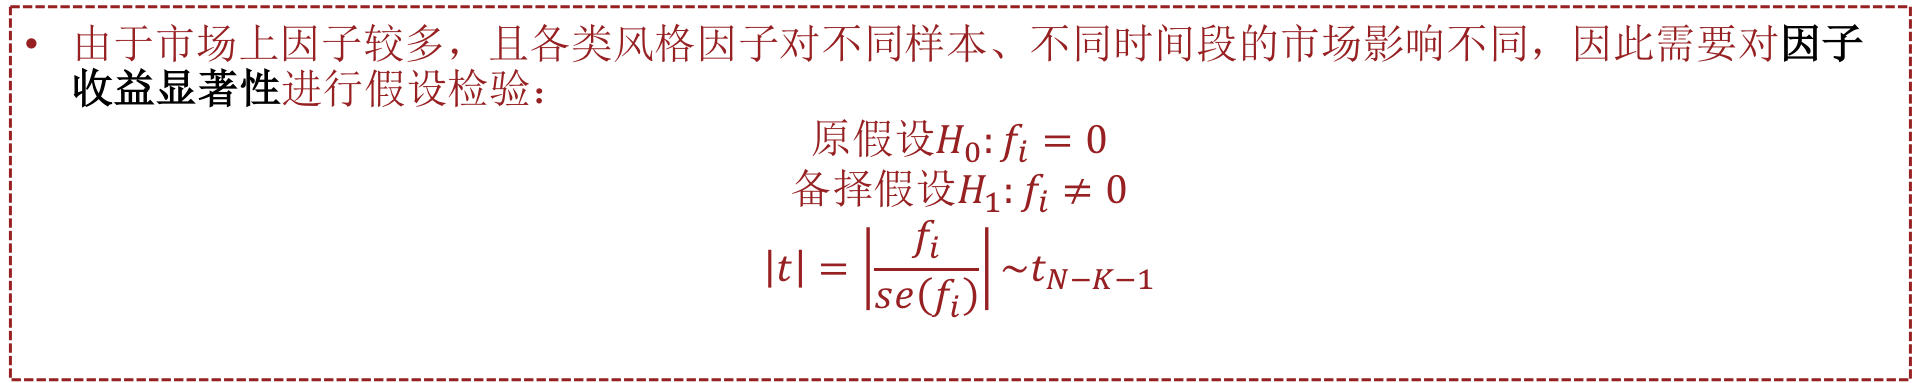 • 由于市场上因子较多，且各类风格因子对不同样本、不同时间段的市场影响不同，因此需要对因子
收益显著性进行假设检验：
原假设H₀: fᵢ = 0
备择假设H₁: fᵢ ≠ 0
|t| = |fᵢ / se(fᵢ)| ~t_{N−K−1}